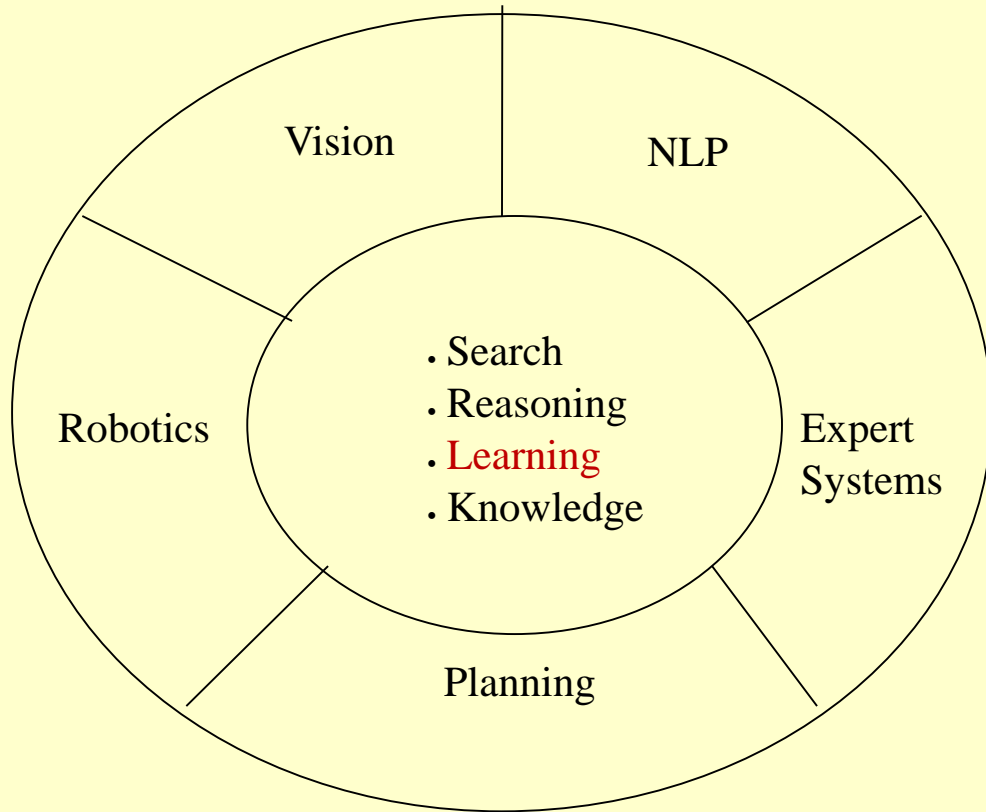 Vision
NLP
• Search
• Reasoning
• Learning
• Knowledge
Robotics
Expert
Systems
Planning